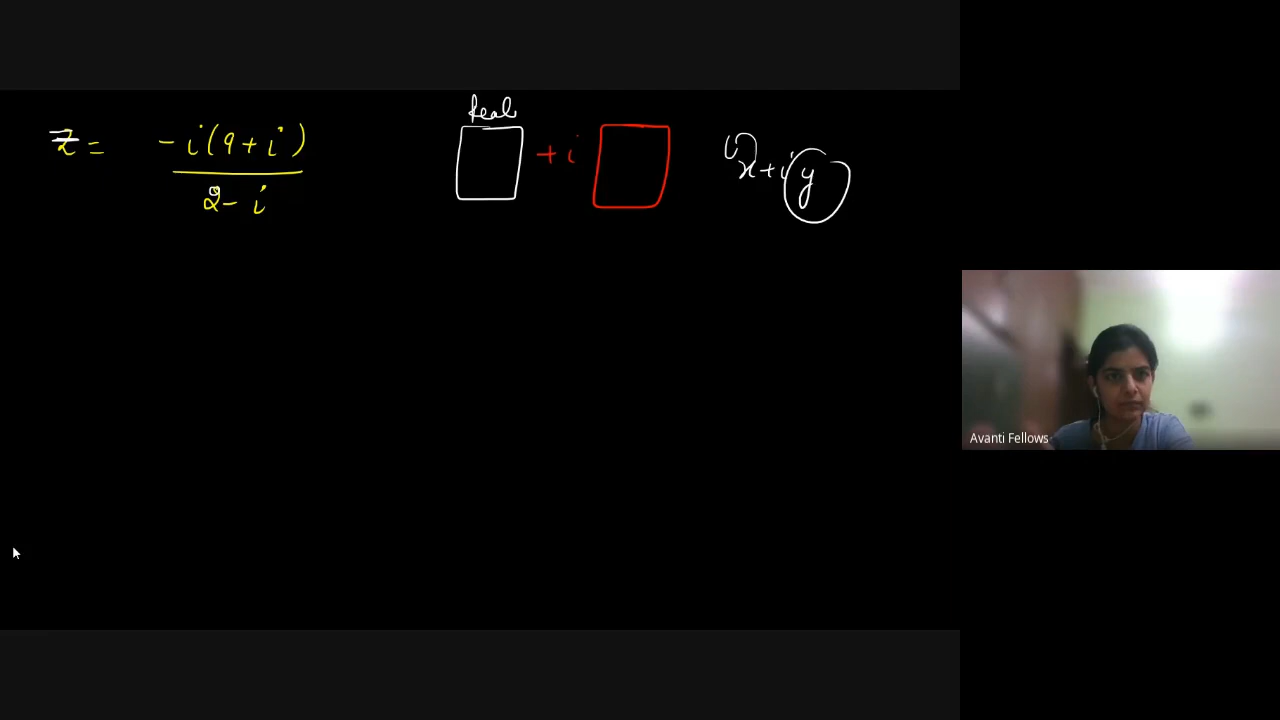 Real
z̄ = -i(9+i) / 2-i
+ i
x+iy
Avanti Fellows